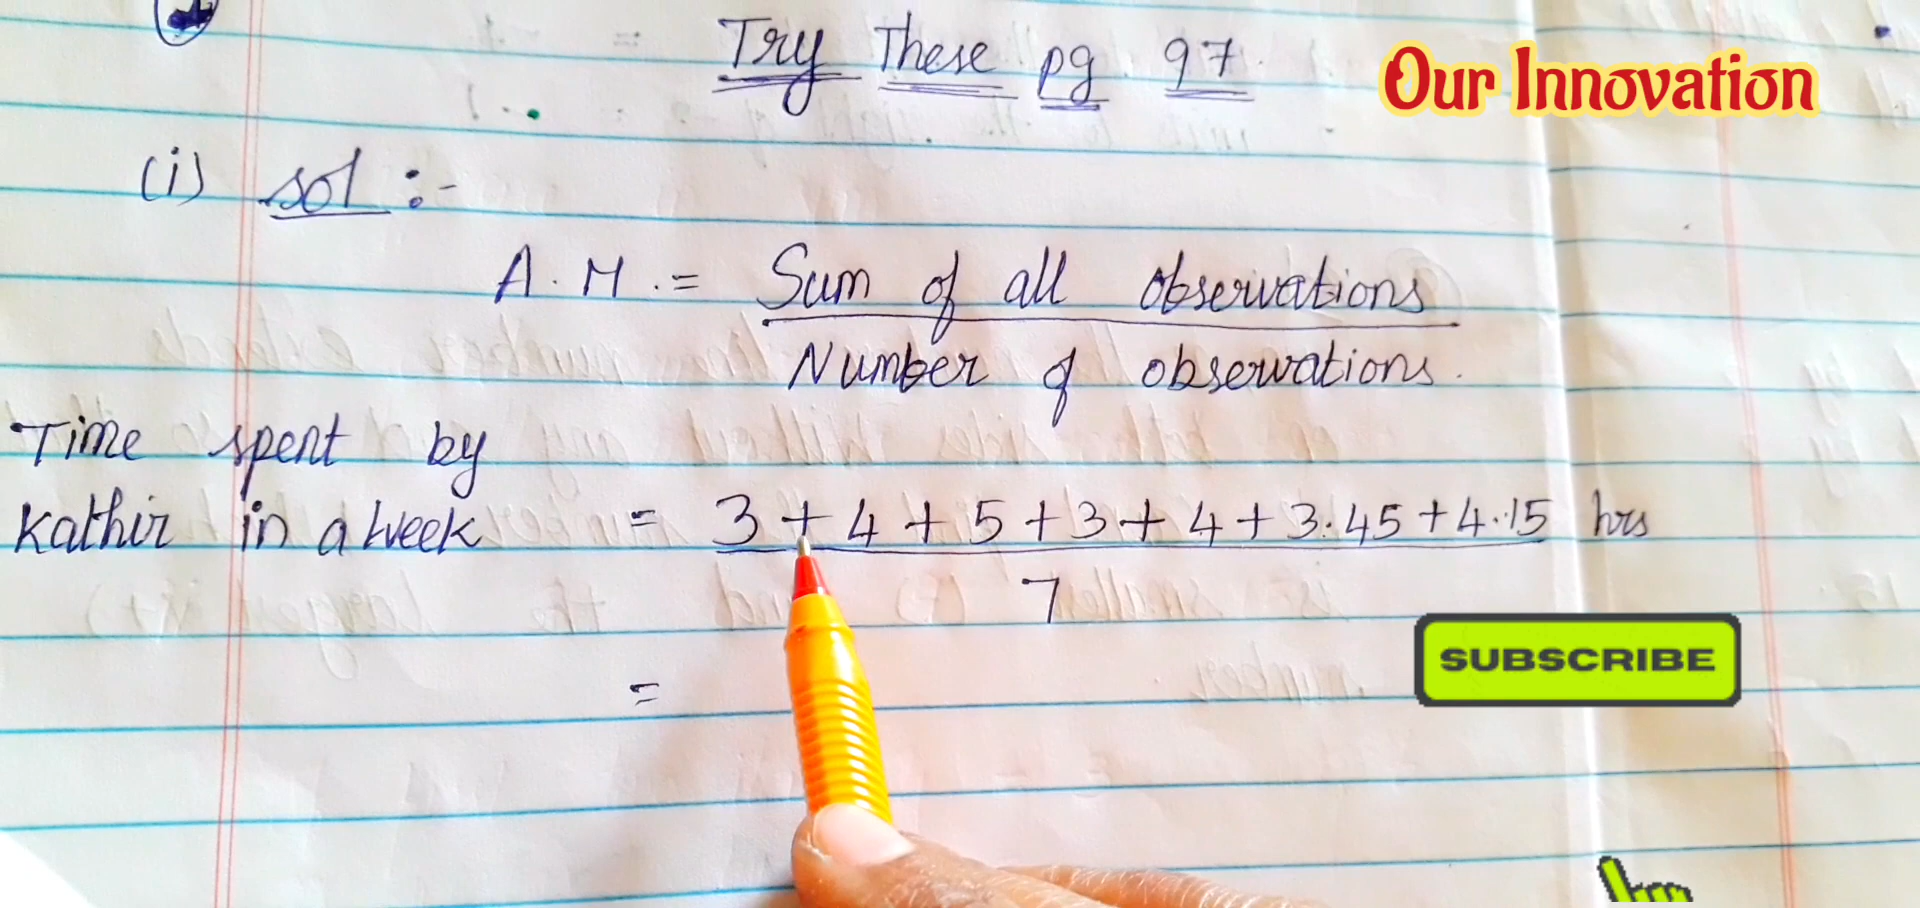 Try These pg 97.
Our Innovation
(i) sol :-
A.M. = Sum of all observations
Number of observations.
Time spent by
Kathir in a week = 3 + 4 + 5 + 3 + 4 + 3.45 + 4.15 hrs
7
=
SUBSCRIBE